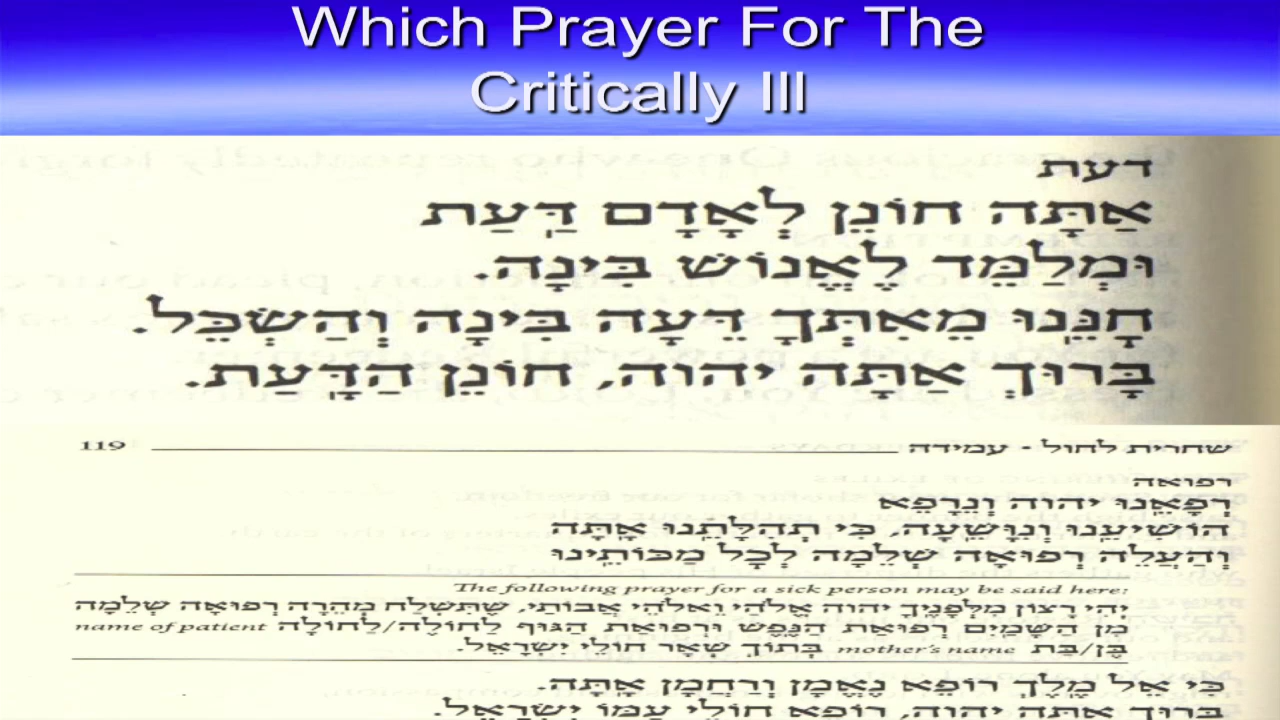 Which Prayer For The
Critically Ill
דעת
אַתָּה חוֹנֵן לְאָדָם דַּֽעַת
וּמְלַמֵּד לֶאֱנוֹשׁ בִּינָה.
חָנֵּֽנוּ מֵאִתְּךָ דֵּעָה בִּינָה וְהַשְׂכֵּל.
בָּרוּךְ אַתָּה יהוה, חוֹנֵן הַדָּֽעַת.
שחרית לחול - עמידה 119
רפואה
רְפָאֵֽנוּ יהוה וְנֵרָפֵא
הוֹשִׁיעֵֽנוּ וְנִוָּשֵֽׁעָה, כִּי תְהִלָּתֵֽנוּ אָֽתָּה
וְהַעֲלֵה רְפוּאָה שְׁלֵמָה לְכָל מַכּוֹתֵֽינוּ
The following prayer for a sick person may be said here:
יְהִי רָצוֹן מִלְּפָנֶֽיךָ יהוה אֱלֹהַי וֵאלֹהֵי אֲבוֹתַי, שֶׁתִּשְׁלַח מְהֵרָה רְפוּאָה שְׁלֵמָה
מִן הַשָּׁמַֽיִם רְפוּאַת הַנֶּֽפֶשׁ וּרְפוּאַת הַגּוּף לַחוֹלֶה/לַחוֹלָה name of patient
בֶּן/בַּת mother's name בְּתוֹךְ שְׁאָר חוֹלֵי יִשְׂרָאֵל.
כִּי אֵל מֶֽלֶךְ רוֹפֵא נֶאֱמָן וְרַחֲמָן אָֽתָּה.
בָּרוּךְ אַתָּה יהוה, רוֹפֵא חוֹלֵי עַמּוֹ יִשְׂרָאֵל.